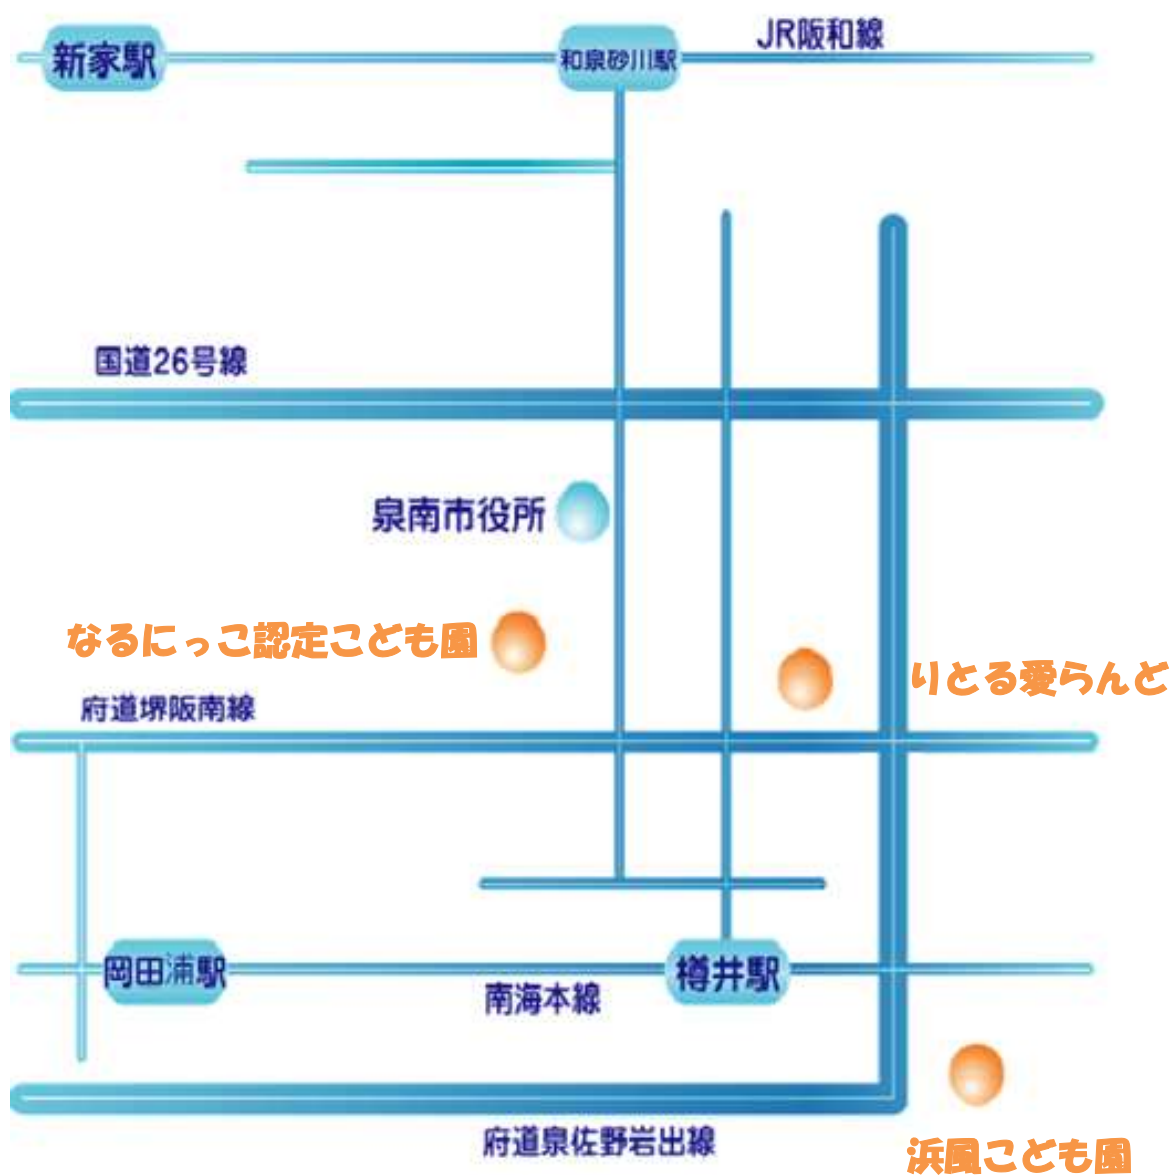 JR阪和線
新家駅
和泉砂川駅
国道26号線
泉南市役所
なるにっこ認定こども園
りとる愛らんど
府道堺阪南線
岡田浦駅
樽井駅
南海本線
府道泉佐野岩出線
浜風こども園